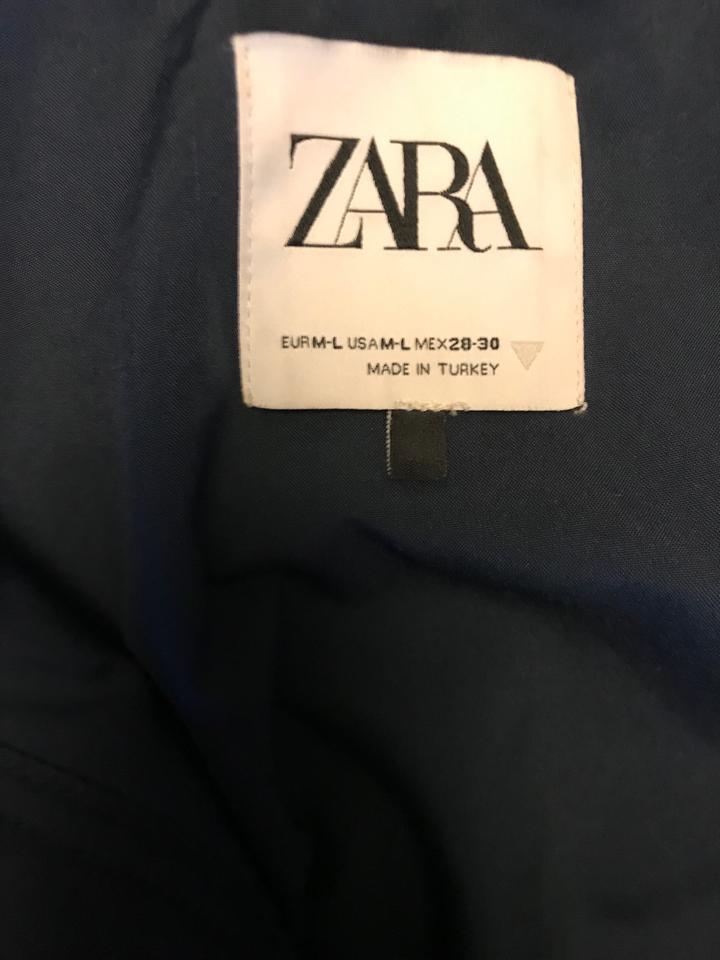 ZARA
EUR M-L USA M-L MEX 28-30
MADE IN TURKEY